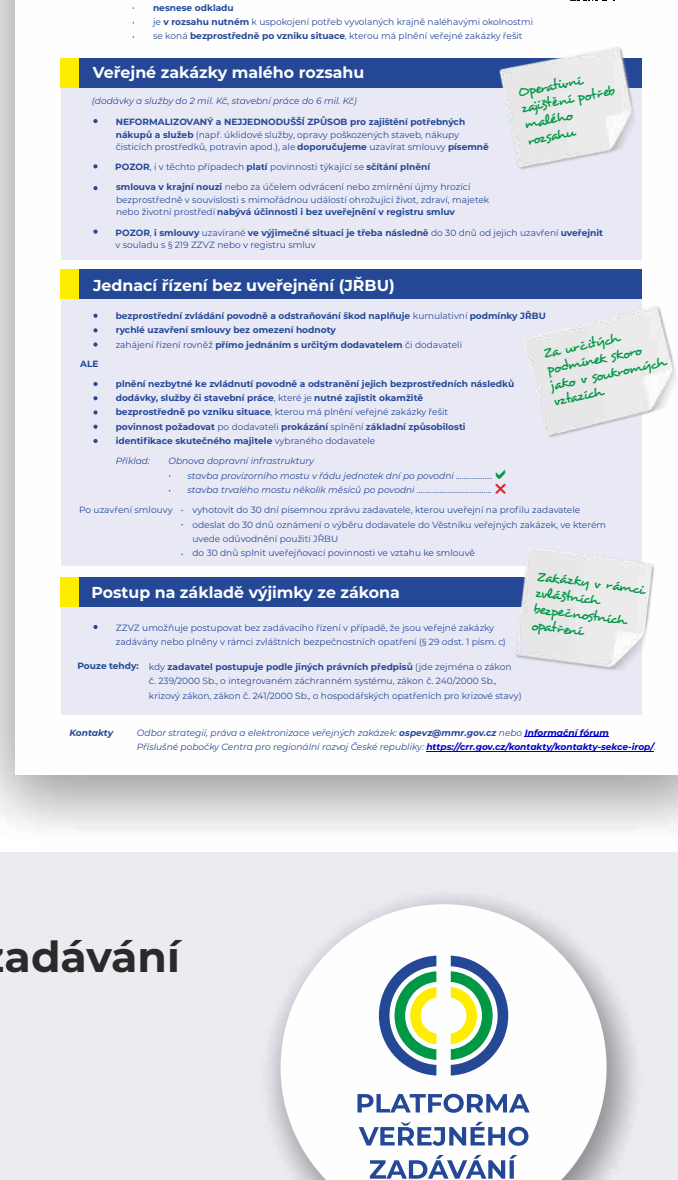 nesnese odkladu
· je v rozsahu nutném k uspokojení potřeb vyvolaných krajně naléhavými okolnostmi
· se koná bezprostředně po vzniku situace, kterou má plnění veřejné zakázky řešit
Veřejné zakázky malého rozsahu
Operativní
zajištění potřeb
malého
rozsahu
(dodávky a služby do 2 mil. Kč, stavební práce do 6 mil. Kč)
• NEFORMALIZOVANÝ a NEJJEDNODUŠŠÍ ZPŮSOB pro zajištění potřebných
nákupů a služeb (např. úklidové služby, opravy poškozených staveb, nákupy
čisticích prostředků, potravin apod.), ale doporučujeme uzavírat smlouvy písemně
• POZOR, i v těchto případech platí povinnosti týkající se sčítání plnění
• smlouva v krajní nouzi nebo za účelem odvrácení nebo zmírnění újmy hrozící
bezprostředně v souvislosti s mimořádnou událostí ohrožující život, zdraví, majetek
nebo životní prostředí nabývá účinnosti i bez uveřejnění v registru smluv
• POZOR, i smlouvy uzavírané ve výjimečné situaci je třeba následně do 30 dnů od jejich uzavření uveřejnit
v souladu s § 219 ZZVZ nebo v registru smluv
Jednací řízení bez uveřejnění (JŘBU)
• bezprostřední zvládání povodně a odstraňování škod naplňuje kumulativní podmínky JŘBU
• rychlé uzavření smlouvy bez omezení hodnoty
• zahájení řízení rovněž přímo jednáním s určitým dodavatelem či dodavateli
Za určitých
podmínek skoro
jako v soukromých
vztazích
ALE
• plnění nezbytné ke zvládnutí povodně a odstranění jejich bezprostředních následků
• dodávky, služby či stavební práce, které je nutné zajistit okamžitě
• bezprostředně po vzniku situace, kterou má plnění veřejné zakázky řešit
• povinnost požadovat po dodavateli prokázání splnění základní způsobilosti
• identifikace skutečného majitele vybraného dodavatele
Příklad: Obnova dopravní infrastruktury
· stavba provizorního mostu v řádu jednotek dní po povodni .................. ✔
· stavba trvalého mostu několik měsíců po povodni ..................................... ✕
Po uzavření smlouvy · vyhotovit do 30 dní písemnou zprávu zadavatele, kterou uveřejní na profilu zadavatele
· odeslat do 30 dnů oznámení o výběru dodavatele do Věstníku veřejných zakázek, ve kterém
uvede odůvodnění použití JŘBU
· do 30 dnů splnit uveřejňovací povinnosti ve vztahu ke smlouvě
Postup na základě výjimky ze zákona
Zakázky v rámci
zvláštních
bezpečnostních
opatření
• ZZVZ umožňuje postupovat bez zadávacího řízení v případě, že jsou veřejné zakázky
zadávány nebo plněny v rámci zvláštních bezpečnostních opatření (§ 29 odst. 1 písm. c)
Pouze tehdy: kdy zadavatel postupuje podle jiných právních předpisů (jde zejména o zákon
č. 239/2000 Sb., o integrovaném záchranném systému, zákon č. 240/2000 Sb.,
krizový zákon, zákon č. 241/2000 Sb., o hospodářských opatřeních pro krizové stavy)
Kontakty Odbor strategií, práva a elektronizace veřejných zakázek: ospevz@mmr.gov.cz nebo Informační fórum
Příslušné pobočky Centra pro regionální rozvoj České republiky: https://crr.gov.cz/kontakty/kontakty-sekce-irop/
zadávání
PLATFORMA
VEŘEJNÉHO
ZADÁVÁNÍ